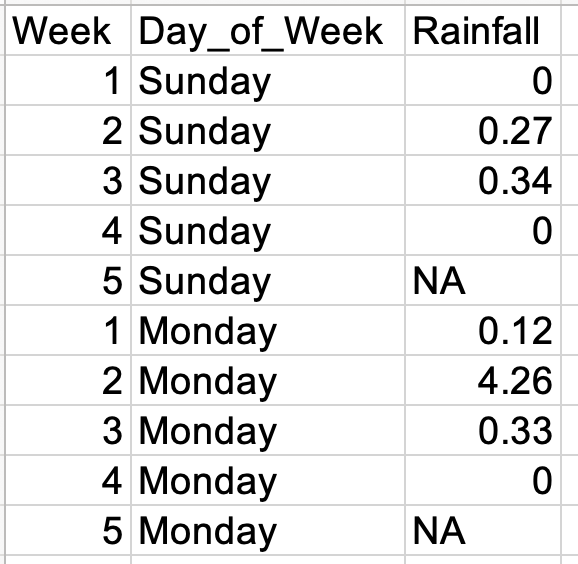 Week Day_of_Week Rainfall
1 Sunday 0
2 Sunday 0.27
3 Sunday 0.34
4 Sunday 0
5 Sunday NA
1 Monday 0.12
2 Monday 4.26
3 Monday 0.33
4 Monday 0
5 Monday NA